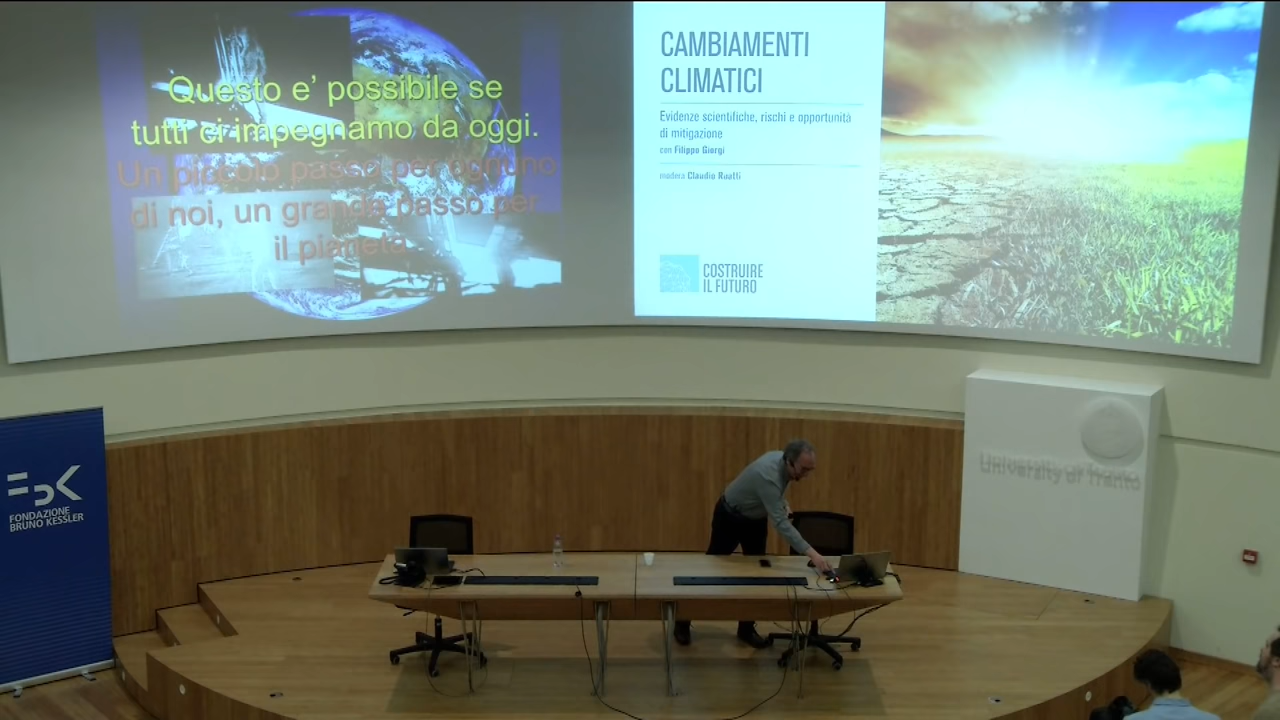 Questo e' possibile se
tutti ci impegnamo da oggi.
Un piccolo passo per ognuno
di noi, un grande passo per
il pianeta
CAMBIAMENTI
CLIMATICI
Evidenze scientifiche, rischi e opportunità
di mitigazione
con Filippo Giorgi
modera Claudio Ruatti
COSTRUIRE
IL FUTURO
FBK
FONDAZIONE
BRUNO KESSLER
University of Trento